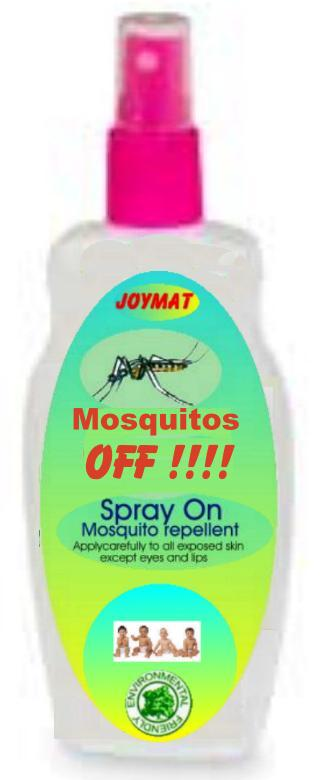 JOYMAT
Mosquitos
OFF !!!!
Spray On
Mosquito repellent
Applycarefully to all exposed skin
except eyes and lips
ENVIRONMENTAL
FRIENDLY